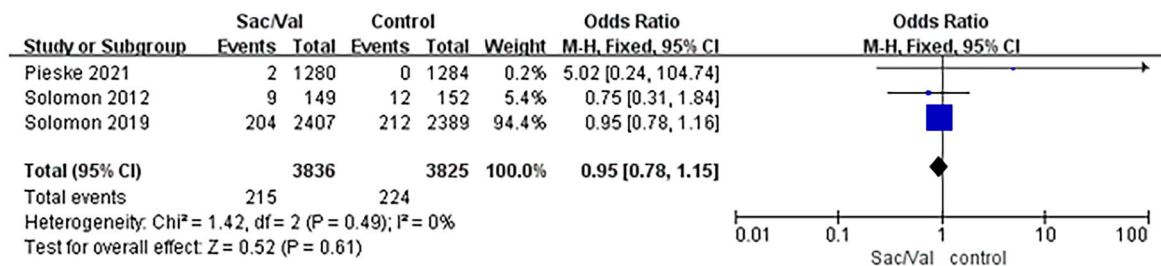 Sac/Val Control Odds Ratio Odds Ratio
Study or Subgroup Events Total Events Total Weight M-H, Fixed, 95% CI M-H, Fixed, 95% CI
Pieske 2021 2 1280 0 1284 0.2% 5.02 [0.24, 104.74]
Solomon 2012 9 149 12 152 5.4% 0.75 [0.31, 1.84]
Solomon 2019 204 2407 212 2389 94.4% 0.95 [0.78, 1.16]
Total (95% CI) 3836 3825 100.0% 0.95 [0.78, 1.15]
Total events 215 224
Heterogeneity: Chi² = 1.42, df = 2 (P = 0.49); I² = 0%
Test for overall effect: Z = 0.52 (P = 0.61)
0.01 0.1 1 10 100
Sac/Val control